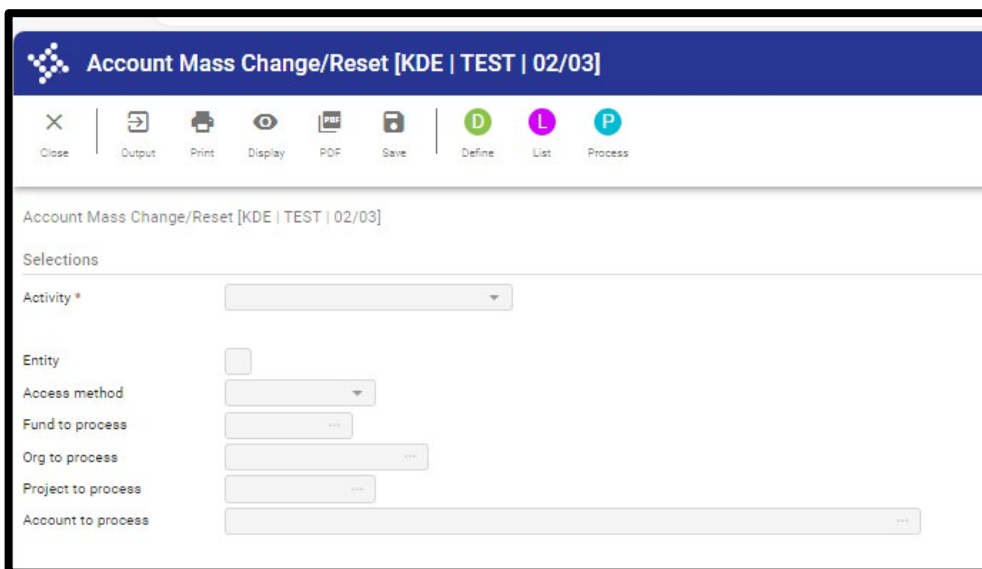 Account Mass Change/Reset [KDE | TEST | 02/03]
Close Output Print Display PDF Save D Define L List P Process
Account Mass Change/Reset [KDE | TEST | 02/03]
Selections
Activity *
Entity
Access method
Fund to process
Org to process
Project to process
Account to process